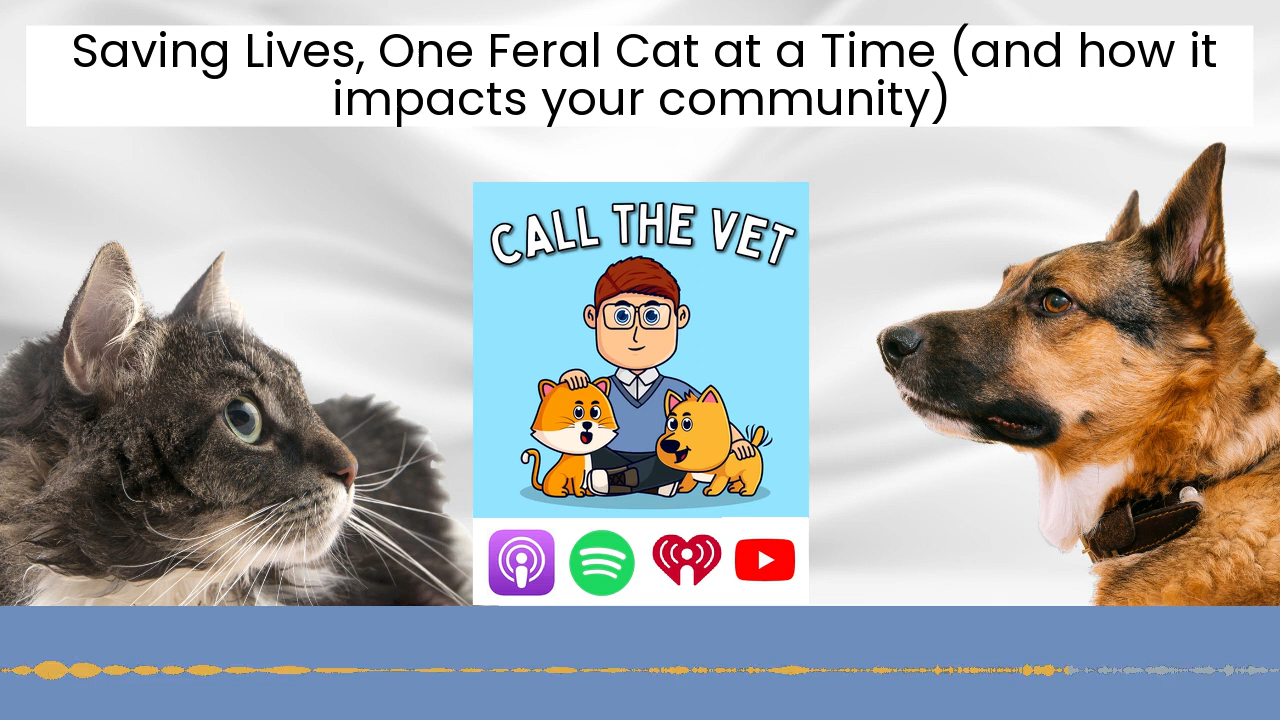 Saving Lives, One Feral Cat at a Time (and how it
impacts your community)
CALL THE VET